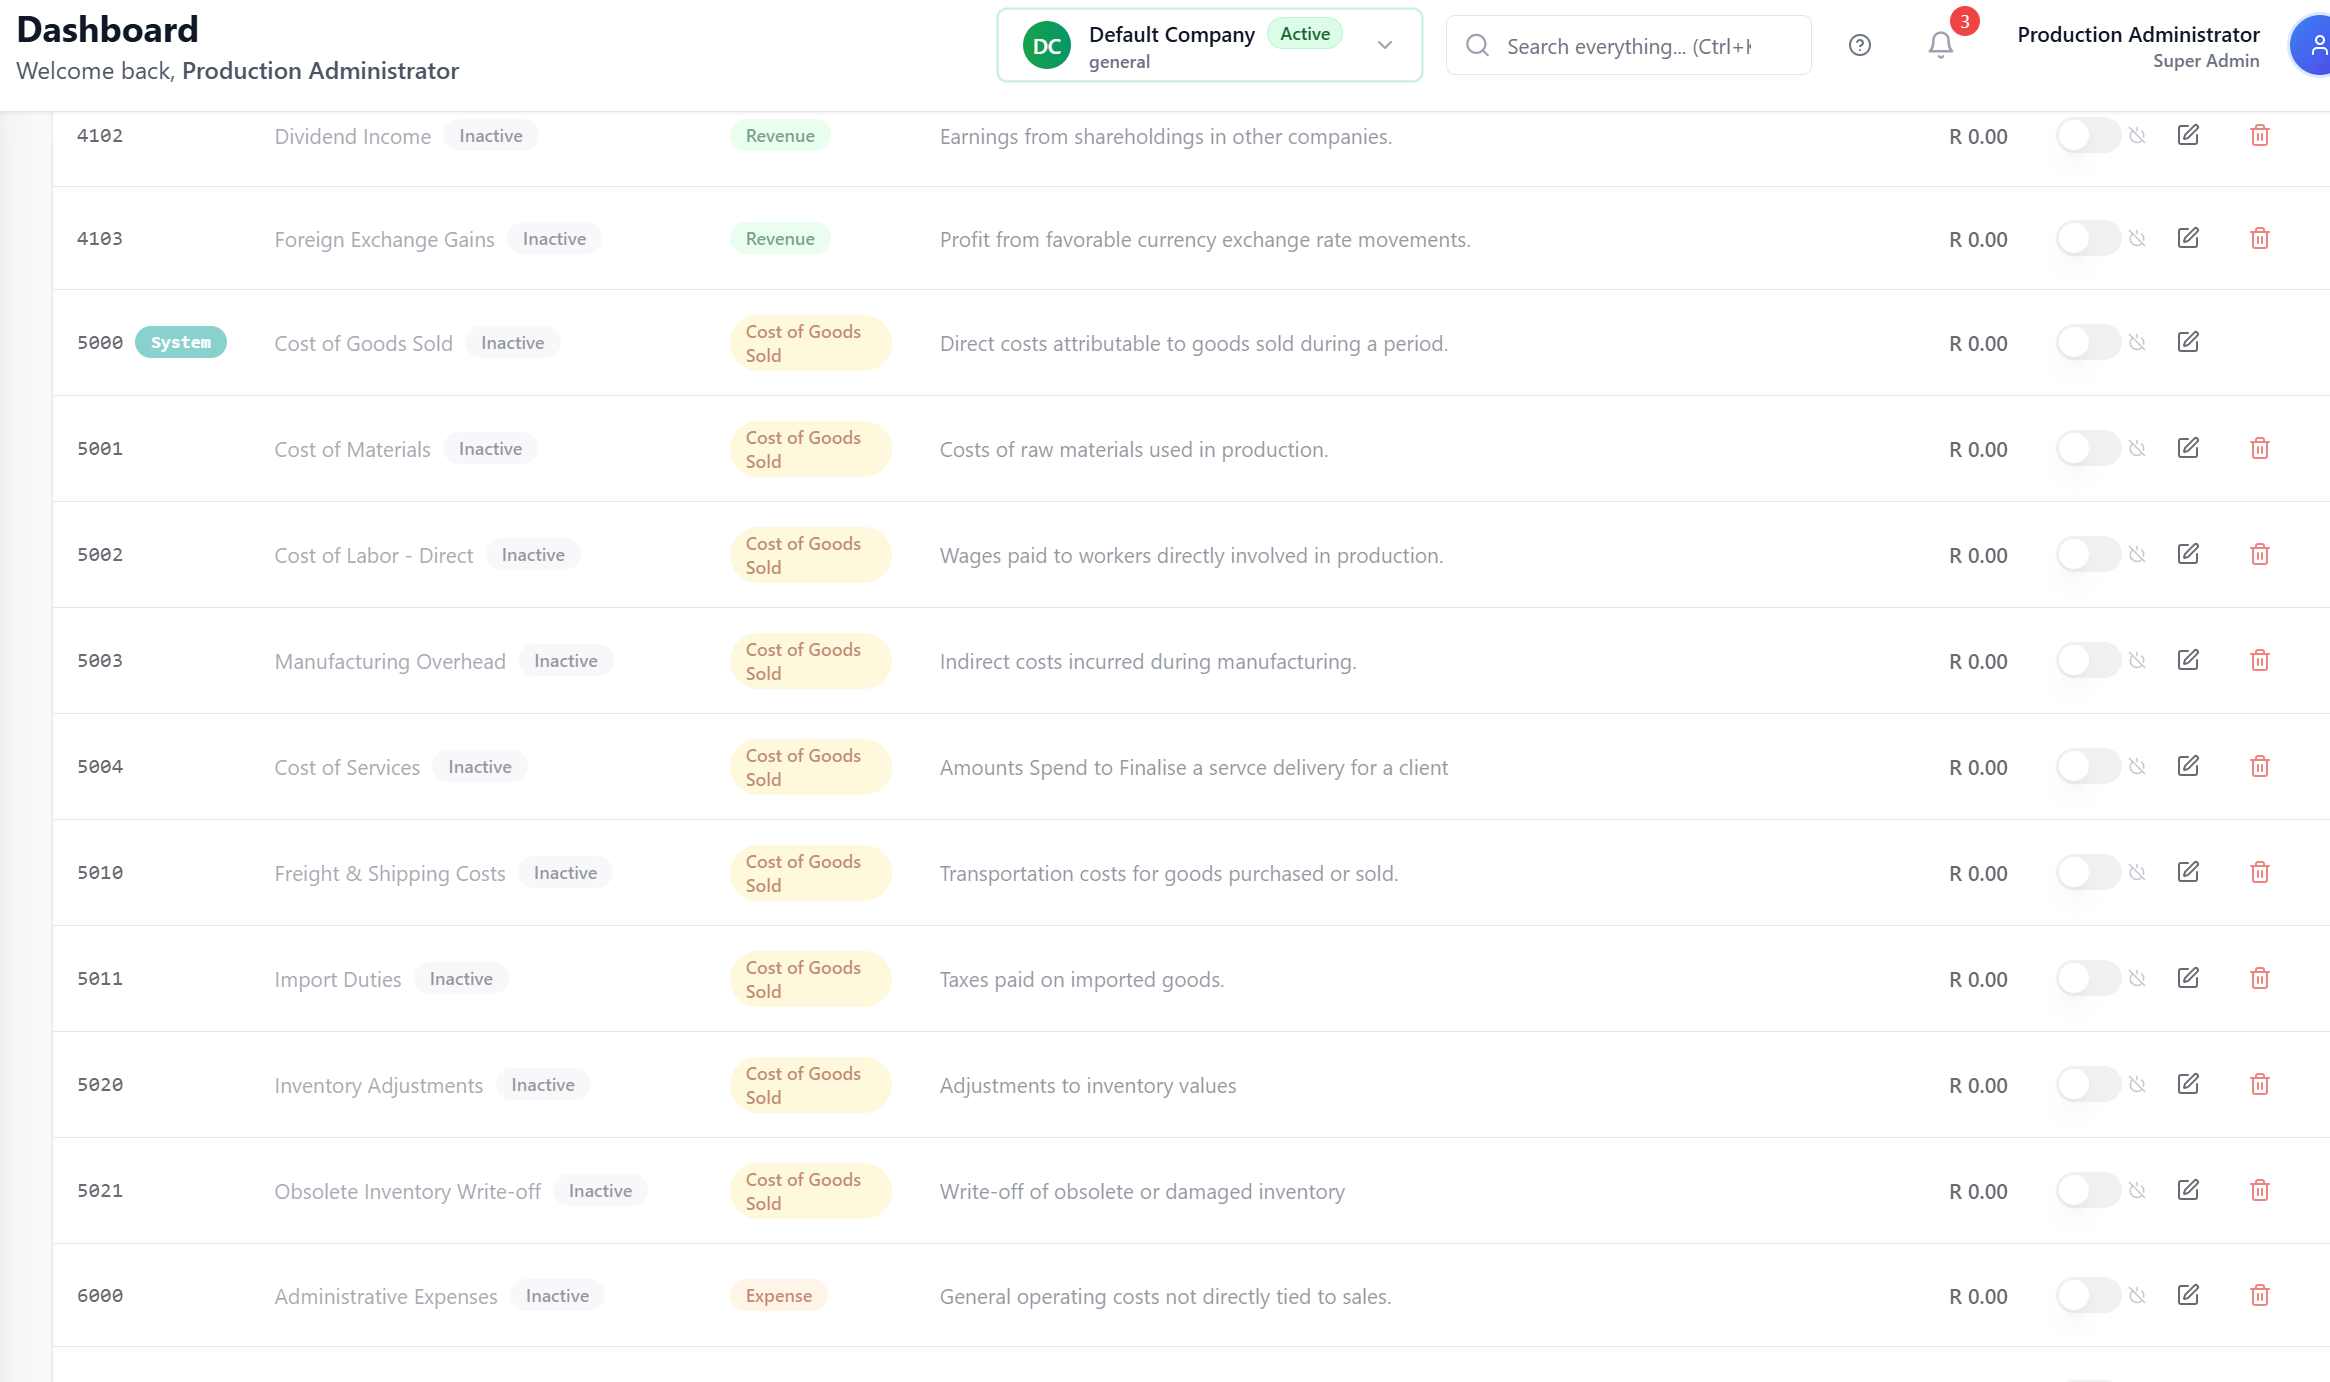 Dashboard
Welcome back, Production Administrator
DC
Default Company Active
general
Search everything... (Ctrl+K
3
Production Administrator
Super Admin
4102 Dividend Income Inactive Revenue Earnings from shareholdings in other companies. R 0.00
4103 Foreign Exchange Gains Inactive Revenue Profit from favorable currency exchange rate movements. R 0.00
5000 System Cost of Goods Sold Inactive Cost of Goods Sold Direct costs attributable to goods sold during a period. R 0.00
5001 Cost of Materials Inactive Cost of Goods Sold Costs of raw materials used in production. R 0.00
5002 Cost of Labor - Direct Inactive Cost of Goods Sold Wages paid to workers directly involved in production. R 0.00
5003 Manufacturing Overhead Inactive Cost of Goods Sold Indirect costs incurred during manufacturing. R 0.00
5004 Cost of Services Inactive Cost of Goods Sold Amounts Spend to Finalise a servce delivery for a client R 0.00
5010 Freight & Shipping Costs Inactive Cost of Goods Sold Transportation costs for goods purchased or sold. R 0.00
5011 Import Duties Inactive Cost of Goods Sold Taxes paid on imported goods. R 0.00
5020 Inventory Adjustments Inactive Cost of Goods Sold Adjustments to inventory values R 0.00
5021 Obsolete Inventory Write-off Inactive Cost of Goods Sold Write-off of obsolete or damaged inventory R 0.00
6000 Administrative Expenses Inactive Expense General operating costs not directly tied to sales. R 0.00